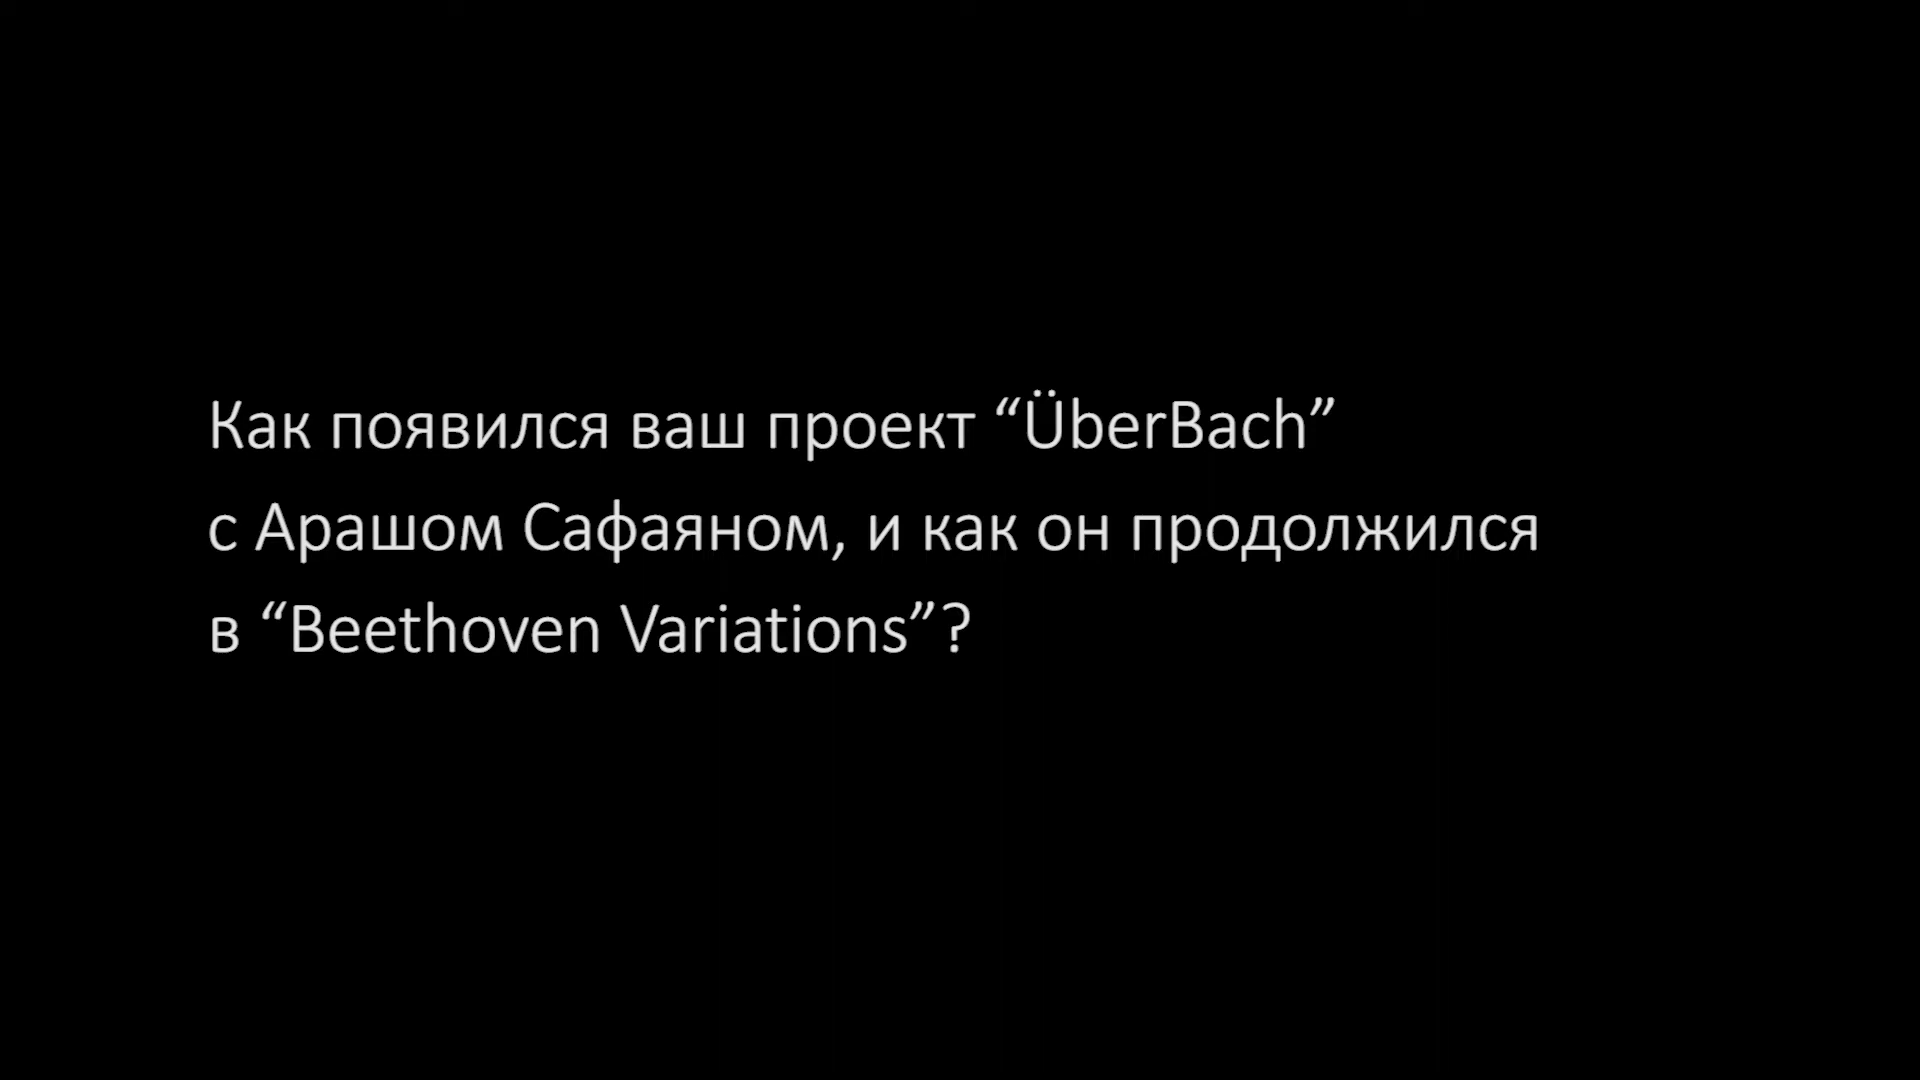 Как появился ваш проект “ÜberBach”
с Арашом Сафаяном, и как он продолжился
в “Beethoven Variations”?